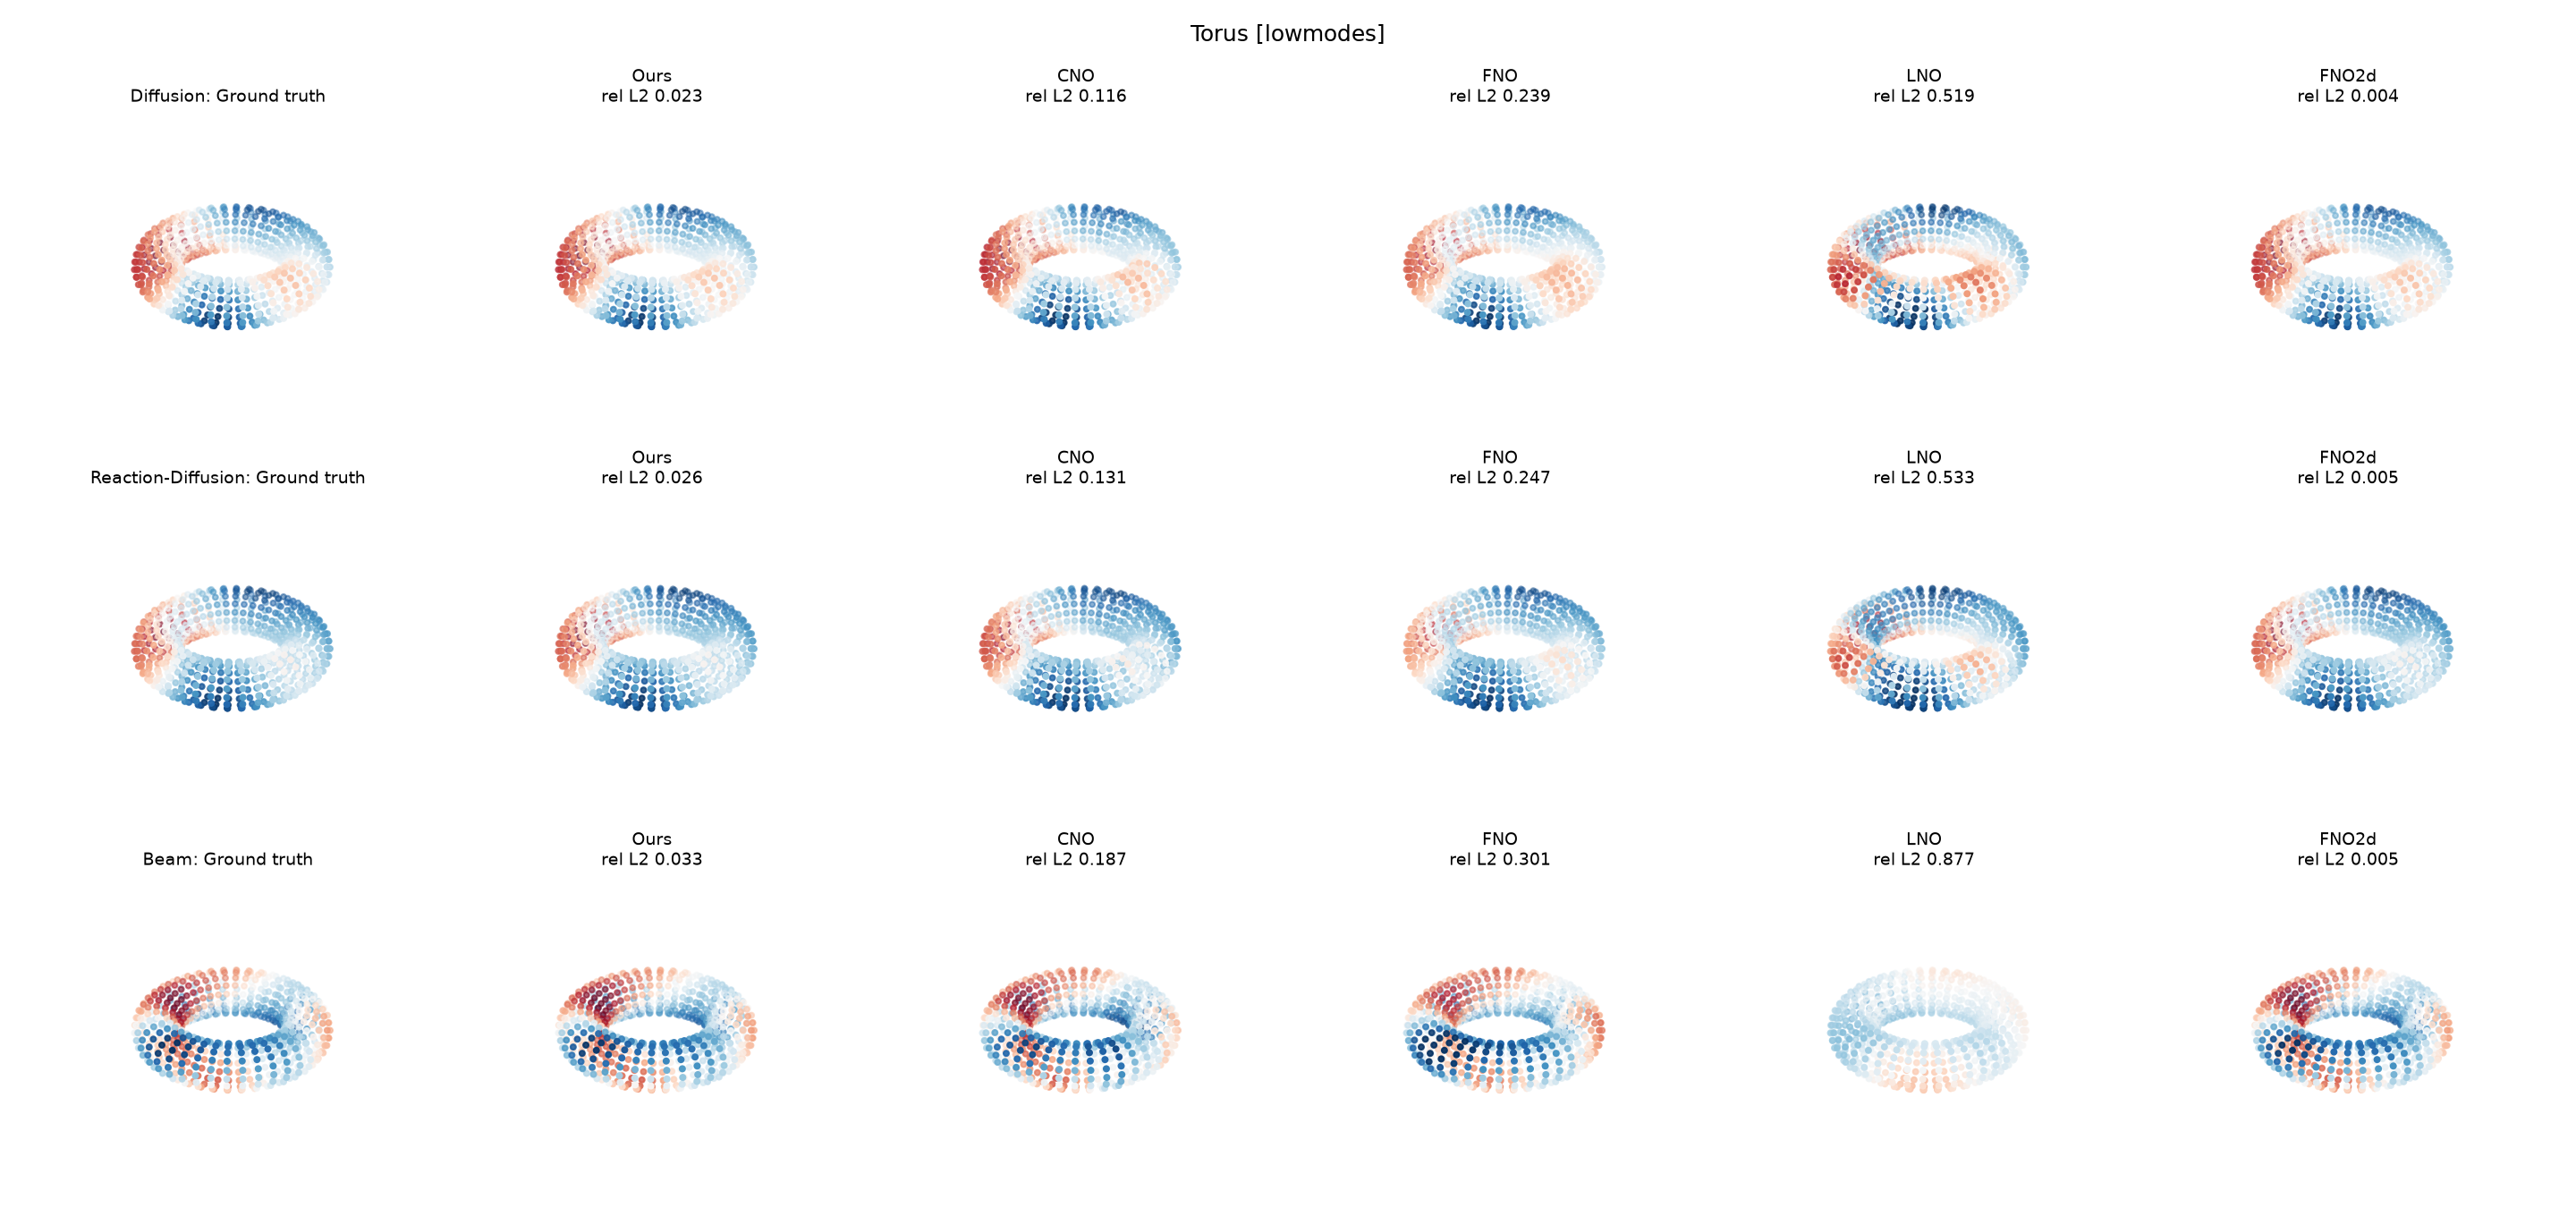 Torus [lowmodes]
Diffusion: Ground truth
Ours
rel L2 0.023
CNO
rel L2 0.116
FNO
rel L2 0.239
LNO
rel L2 0.519
FNO2d
rel L2 0.004
Reaction-Diffusion: Ground truth
Ours
rel L2 0.026
CNO
rel L2 0.131
FNO
rel L2 0.247
LNO
rel L2 0.533
FNO2d
rel L2 0.005
Beam: Ground truth
Ours
rel L2 0.033
CNO
rel L2 0.187
FNO
rel L2 0.301
LNO
rel L2 0.877
FNO2d
rel L2 0.005